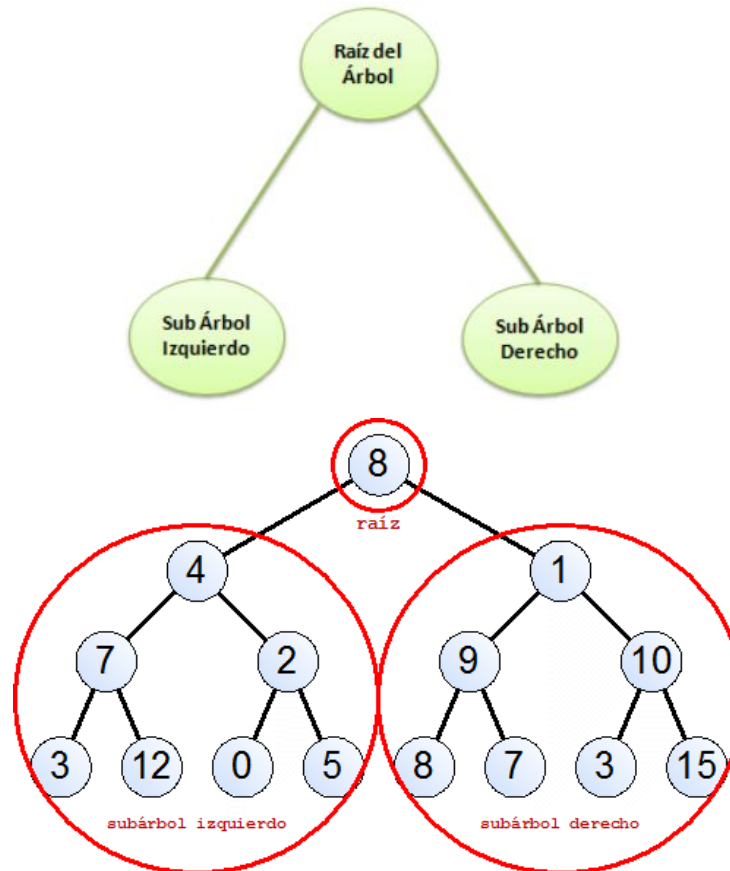 Raíz del
Árbol
Sub Árbol
Izquierdo
Sub Árbol
Derecho
8
raíz
4 1
7 2 9 10
3 12 0 5 8 7 3 15
subárbol izquierdo subárbol derecho